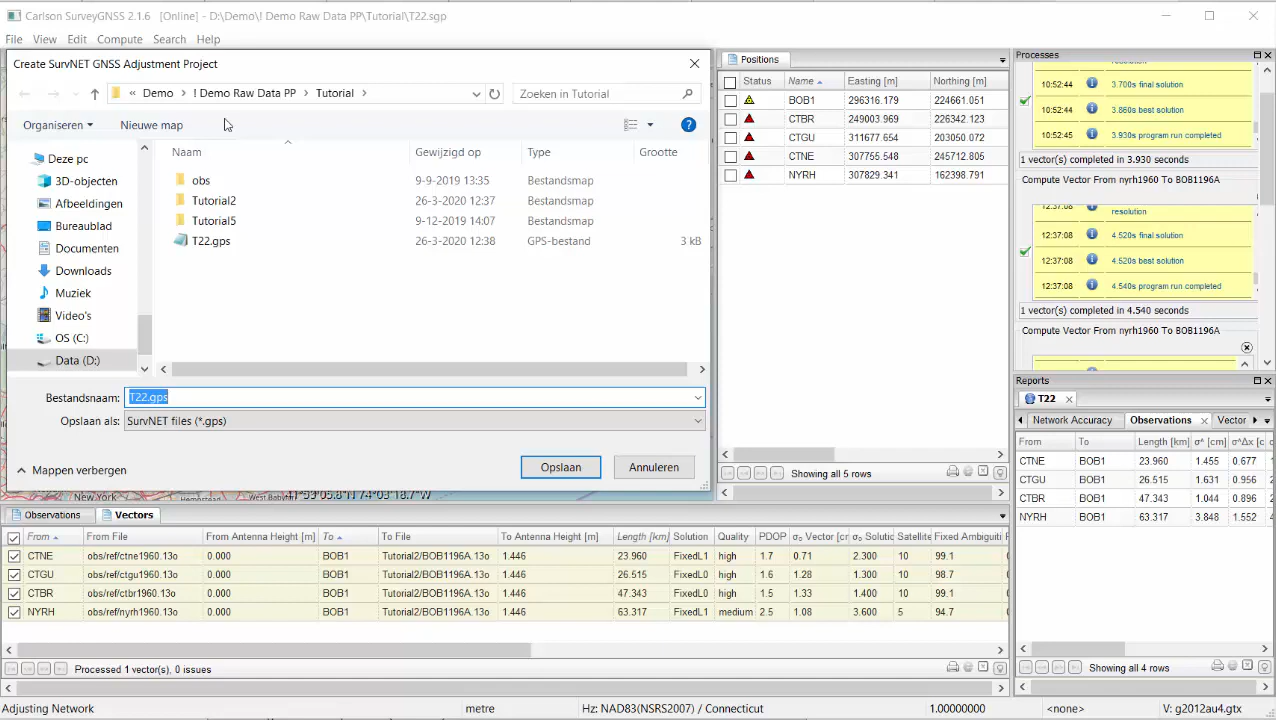 Carlson SurveyGNSS 2.1.6 [Online] - D:\Demo\! Demo Raw Data PP\Tutorial\T22.sgp
File View Edit Compute Search Help
Create SurvNET GNSS Adjustment Project
« Demo › ! Demo Raw Data PP › Tutorial ›
Zoeken in Tutorial
Organiseren
Nieuwe map
Naam Gewijzigd op Type Grootte
Deze pc
3D-objecten
Afbeeldingen
Bureaublad
Documenten
Downloads
Muziek
Video's
OS (C:)
Data (D:)
obs 9-9-2019 13:35 Bestandsmap
Tutorial2 26-3-2020 12:37 Bestandsmap
Tutorial5 9-12-2019 14:07 Bestandsmap
T22.gps 26-3-2020 12:38 GPS-bestand 3 kB
Bestandsnaam: T22.gps
Opslaan als: SurvNET files (*.gps)
Mappen verbergen
Opslaan Annuleren
Positions
Status Name Easting [m] Northing [m]
BOB1 296316.179 224661.051
CTBR 249003.969 226342.123
CTGU 311677.654 203050.072
CTNE 307755.548 245712.805
NYRH 307829.341 162398.791
Showing all 5 rows
Processes
resolution
10:52:44 3.700s final solution
10:52:44 3.860s best solution
10:52:45 3.930s program run completed
1 vector(s) completed in 3.930 seconds
Compute Vector From nyrh1960 To BOB1196A
12:37:08 resolution
12:37:08 4.520s final solution
12:37:08 4.520s best solution
12:37:08 4.540s program run completed
1 vector(s) completed in 4.540 seconds
Compute Vector From nyrh1960 To BOB1196A
Reports
T22
Network Accuracy Observations Vector
From To Length [km] σ^ [cm] σ^Δx [cm]
CTNE BOB1 23.960 1.455 0.677
CTGU BOB1 26.515 1.631 0.956
CTBR BOB1 47.343 1.044 0.896
NYRH BOB1 63.317 3.848 1.552
Showing all 4 rows
New York
41°53'05.8"N 74°03'18.7"W
Observations Vectors
From From File From Antenna Height [m] To To File To Antenna Height [m] Length [km] Solution Quality PDOP σ₀ Vector [c σ₀ Solutic Satellite Fixed Ambiguiti
CTNE obs/ref/ctne1960.13o 0.000 BOB1 Tutorial2/BOB1196A.13o 1.446 23.960 FixedL1 high 1.7 0.71 2.300 10 99.1
CTGU obs/ref/ctgu1960.13o 0.000 BOB1 Tutorial2/BOB1196A.13o 1.446 26.515 FixedL0 high 1.6 1.28 1.300 10 98.7
CTBR obs/ref/ctbr1960.13o 0.000 BOB1 Tutorial2/BOB1196A.13o 1.446 47.343 FixedL0 high 1.5 1.33 1.400 10 99.1
NYRH obs/ref/nyrh1960.13o 0.000 BOB1 Tutorial2/BOB1196A.13o 1.446 63.317 FixedL1 medium 2.5 1.08 3.600 5 94.7
Processed 1 vector(s), 0 issues
Adjusting Network metre Hz: NAD83(NSRS2007) / Connecticut 1.00000000 <none> V: g2012au4.gtx